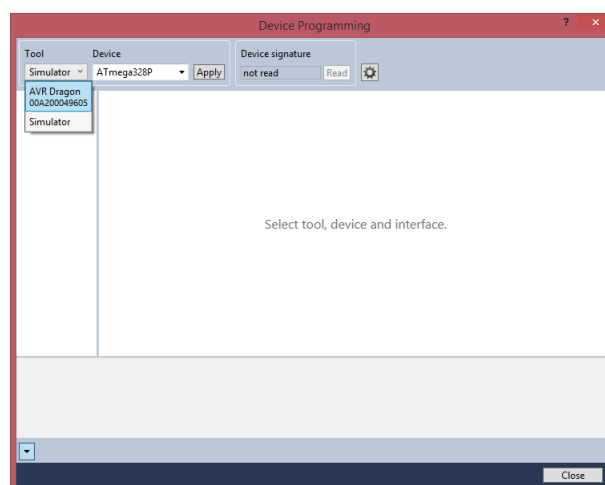 Device Programming
? ×
Tool Device Device signature
Simulator ATmega328P Apply not read Read
AVR Dragon
00A200049605
Simulator
Select tool, device and interface.
Close